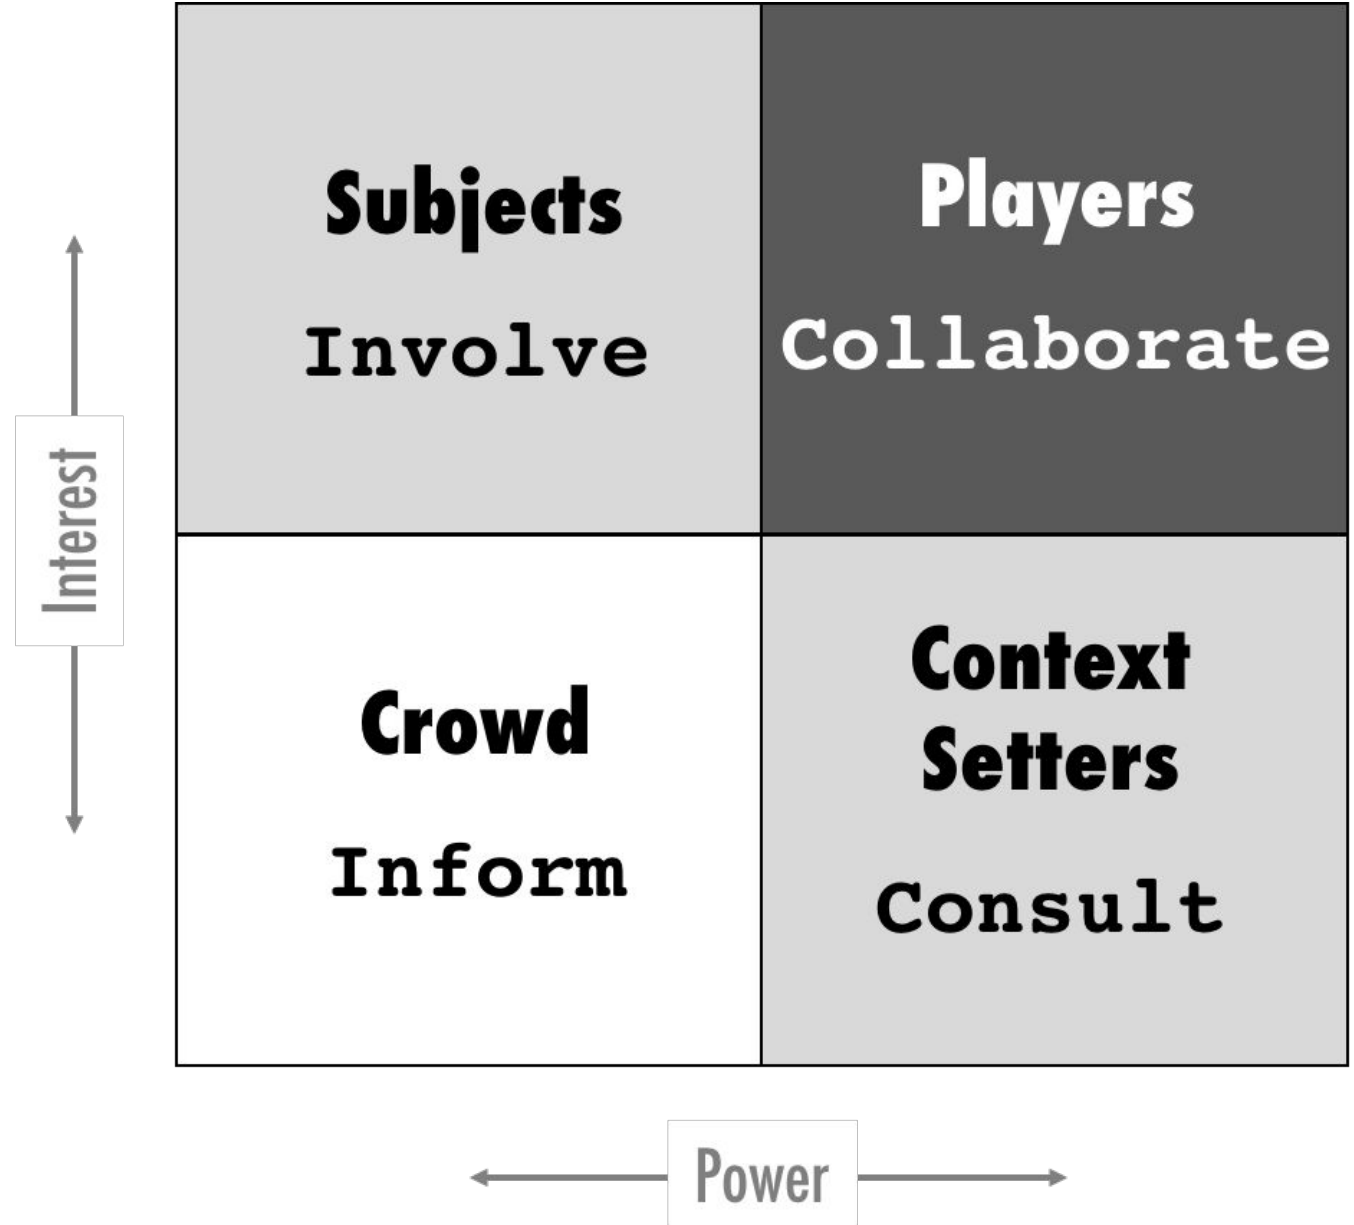 Subjects
Involve
Players
Collaborate
Interest
Crowd
Inform
Context
Setters
Consult
Power